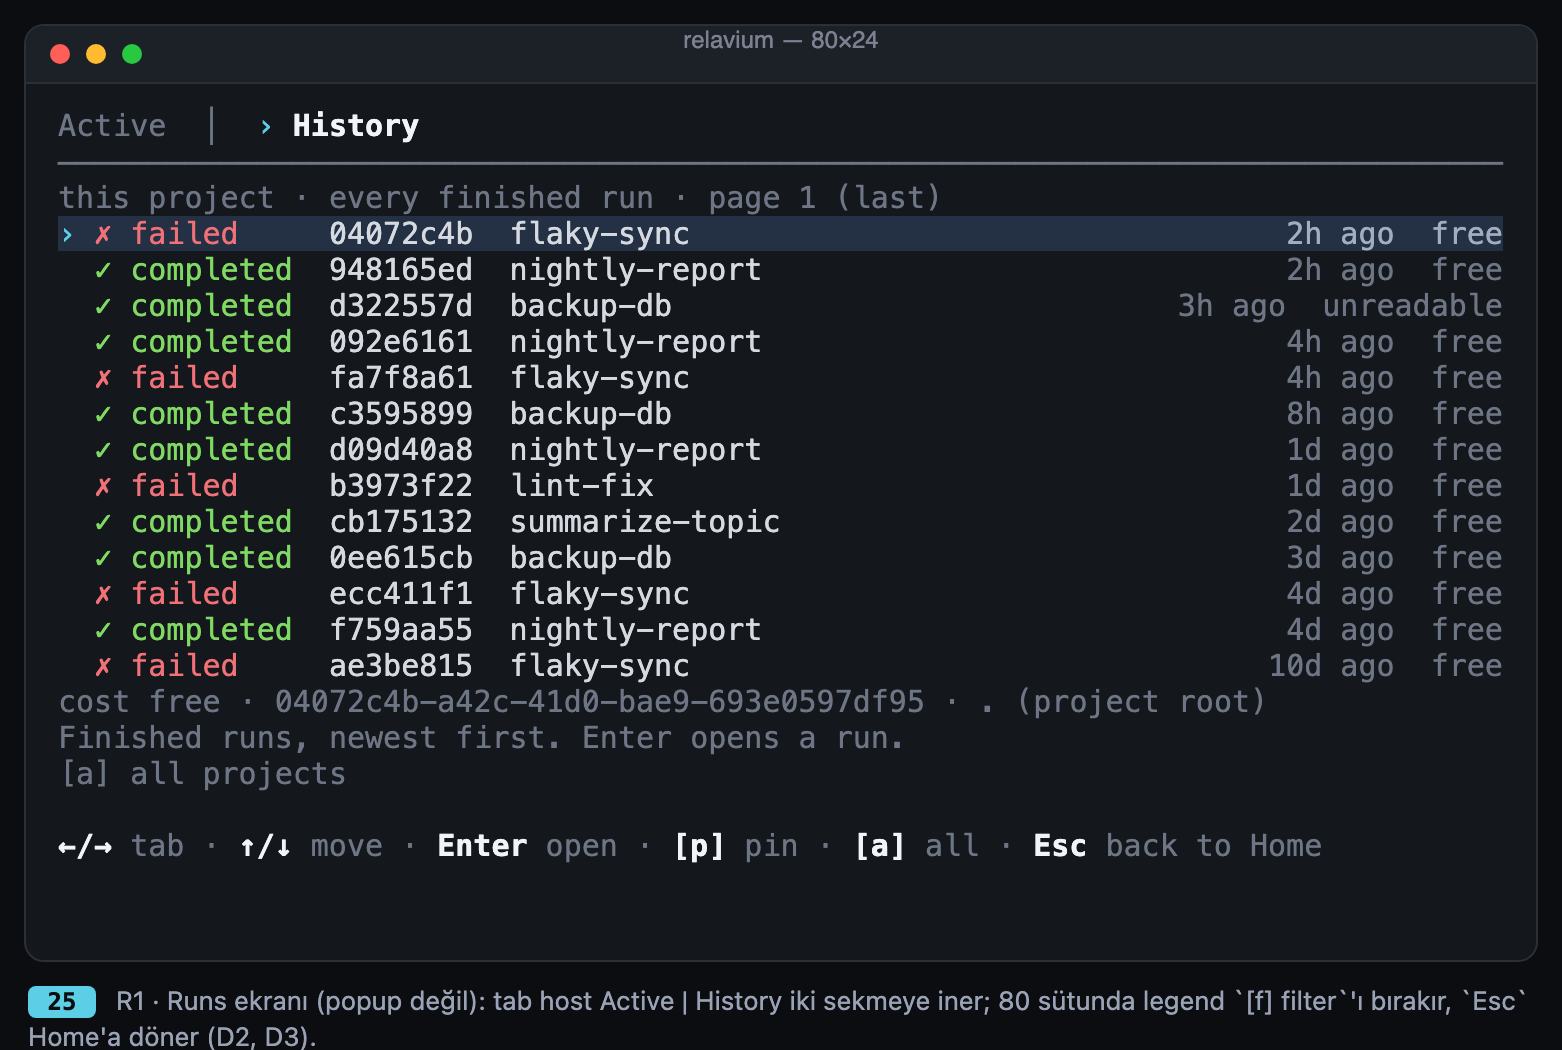 relavium — 80×24
Active │ › History
this project · every finished run · page 1 (last)
› ✗ failed 04072c4b flaky-sync 2h ago free
✓ completed 948165ed nightly-report 2h ago free
✓ completed d322557d backup-db 3h ago unreadable
✓ completed 092e6161 nightly-report 4h ago free
✗ failed fa7f8a61 flaky-sync 4h ago free
✓ completed c3595899 backup-db 8h ago free
✓ completed d09d40a8 nightly-report 1d ago free
✗ failed b3973f22 lint-fix 1d ago free
✓ completed cb175132 summarize-topic 2d ago free
✓ completed 0ee615cb backup-db 3d ago free
✗ failed ecc411f1 flaky-sync 4d ago free
✓ completed f759aa55 nightly-report 4d ago free
✗ failed ae3be815 flaky-sync 10d ago free
cost free · 04072c4b-a42c-41d0-bae9-693e0597df95 · . (project root)
Finished runs, newest first. Enter opens a run.
[a] all projects
←/→ tab · ↑/↓ move · Enter open · [p] pin · [a] all · Esc back to Home
25 R1 · Runs ekranı (popup değil): tab host Active | History iki sekmeye iner; 80 sütunda legend `[f] filter`'ı bırakır, `Esc`
Home'a döner (D2, D3).